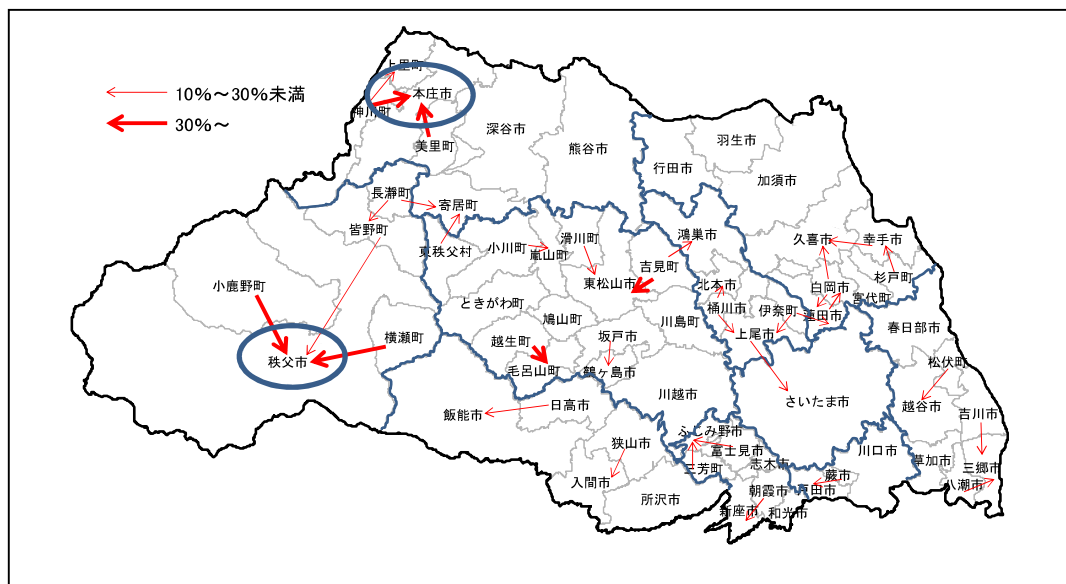 10%～30%未満
30%～
上里町
本庄市
神川町
美里町
深谷市
熊谷市
行田市
羽生市
加須市
長瀞町
寄居町
皆野町
東秩父村
小川町
嵐山町
滑川町
東松山市
吉見町
鴻巣市
久喜市
幸手市
杉戸町
白岡市
宮代町
北本市
桶川市
伊奈町
蓮田市
小鹿野町
秩父市
横瀬町
ときがわ町
鳩山町
越生町
毛呂山町
坂戸市
鶴ヶ島市
川島町
川越市
上尾市
さいたま市
春日部市
松伏町
越谷市
吉川市
飯能市
日高市
狭山市
入間市
所沢市
ふじみ野市
富士見市
三芳町
志木市
朝霞市
新座市
和光市
川口市
蕨市
戸田市
草加市
三郷市
八潮市